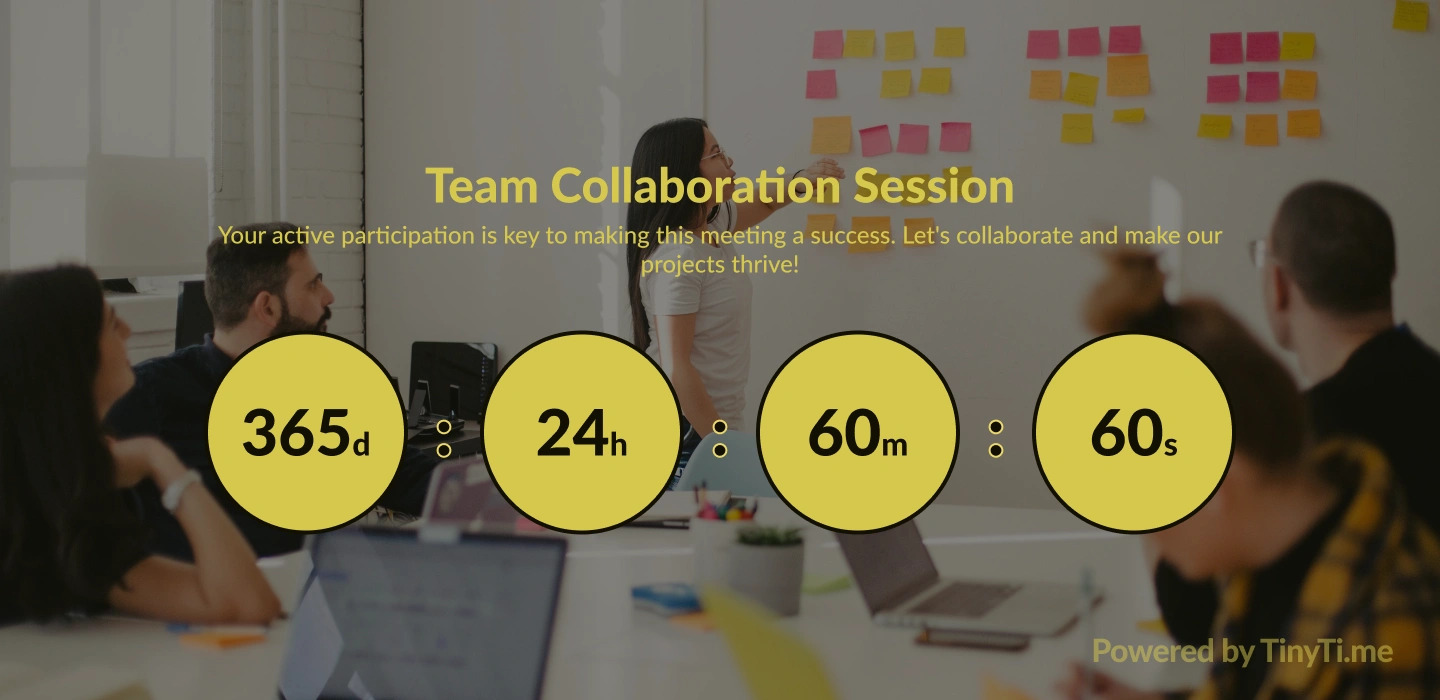 Team Collaboration Session
Your active participation is key to making this meeting a success. Let's collaborate and make our
projects thrive!
365d : 24h : 60m : 60s
Powered by TinyTi.me